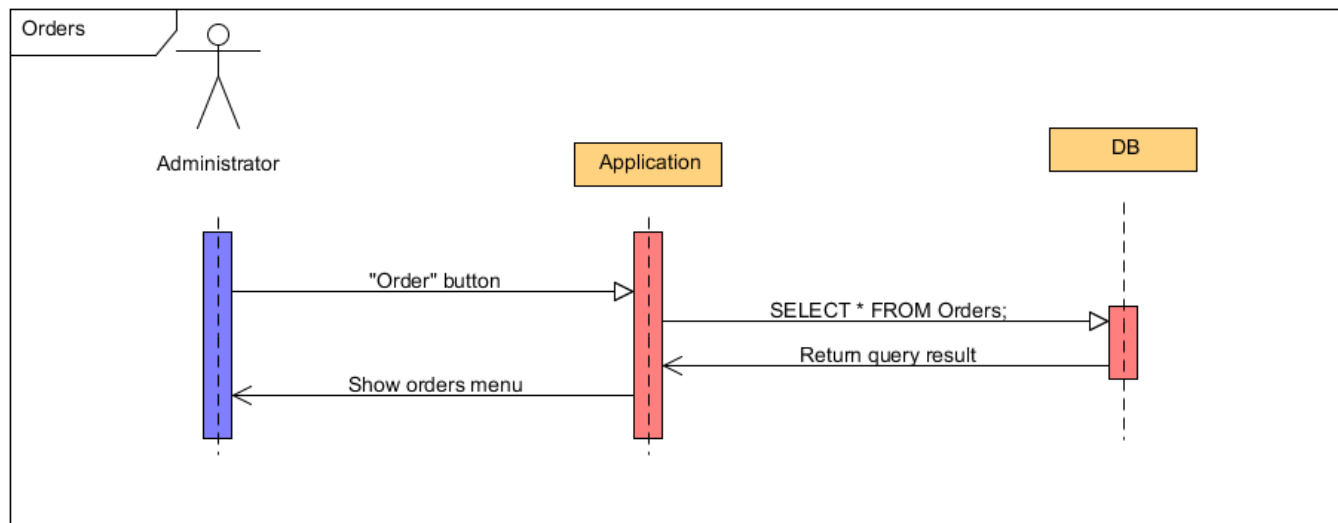 Orders
Administrator
Application
DB
"Order" button
SELECT * FROM Orders;
Return query result
Show orders menu